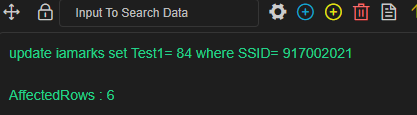 Input To Search Data
update iamarks set Test1= 84 where SSID= 917002021
AffectedRows : 6